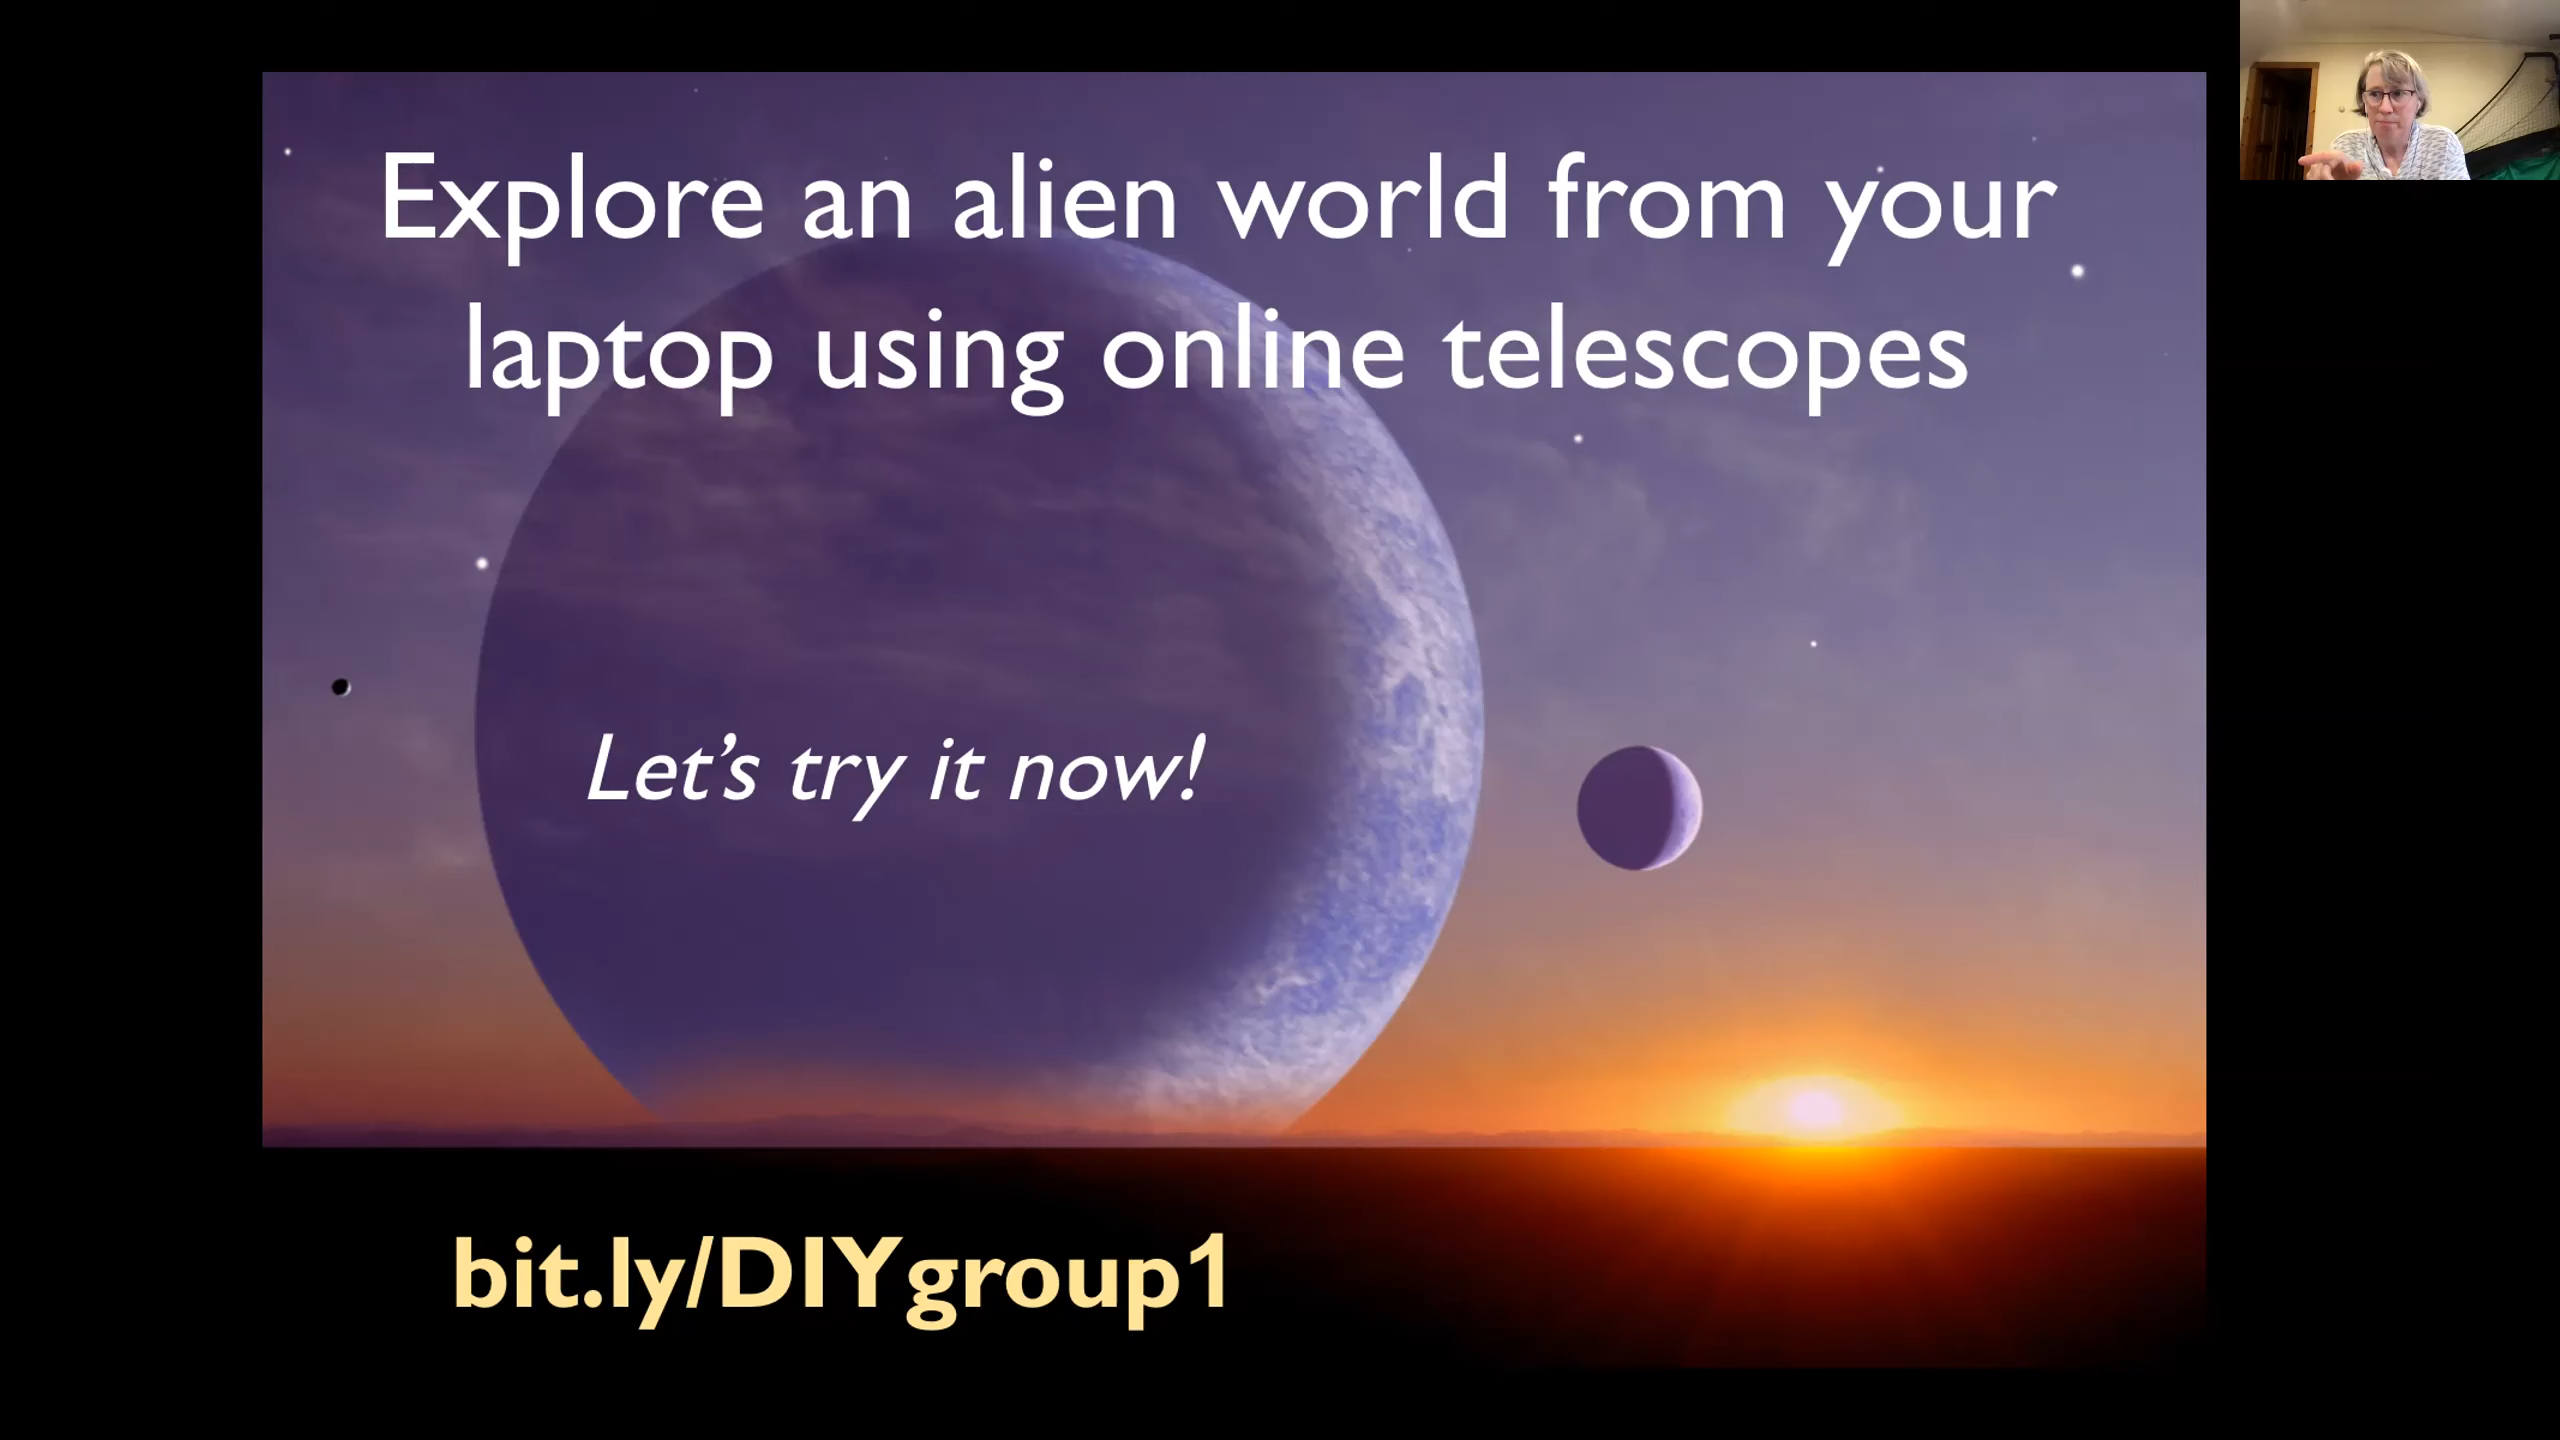 Explore an alien world from your
laptop using online telescopes
Let’s try it now!
bit.ly/DIYgroup1